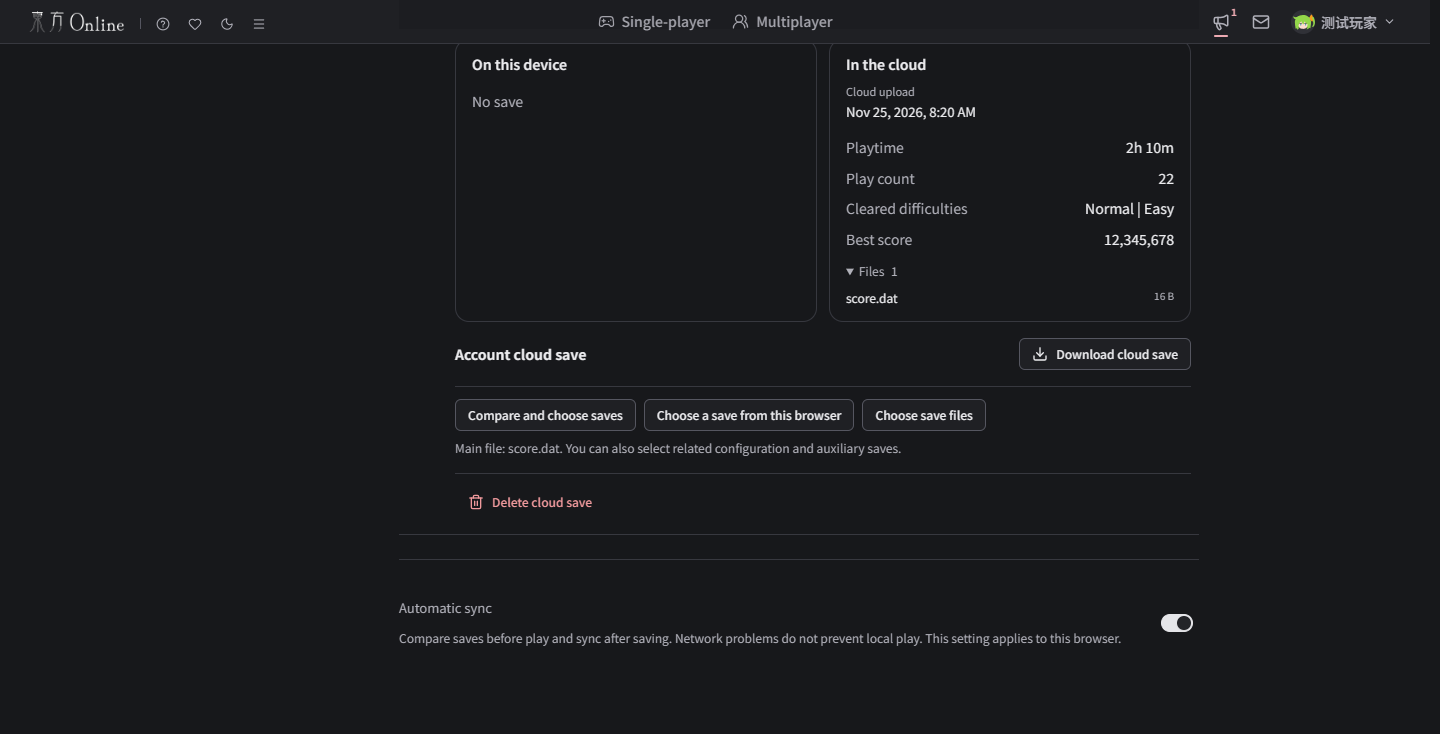 東方 Online
Single-player
Multiplayer
1
测试玩家
On this device
No save
In the cloud
Cloud upload
Nov 25, 2026, 8:20 AM
Playtime 2h 10m
Play count 22
Cleared difficulties Normal | Easy
Best score 12,345,678
▼ Files 1
score.dat 16 B
Account cloud save
Download cloud save
Compare and choose saves
Choose a save from this browser
Choose save files
Main file: score.dat. You can also select related configuration and auxiliary saves.
Delete cloud save
Automatic sync
Compare saves before play and sync after saving. Network problems do not prevent local play. This setting applies to this browser.